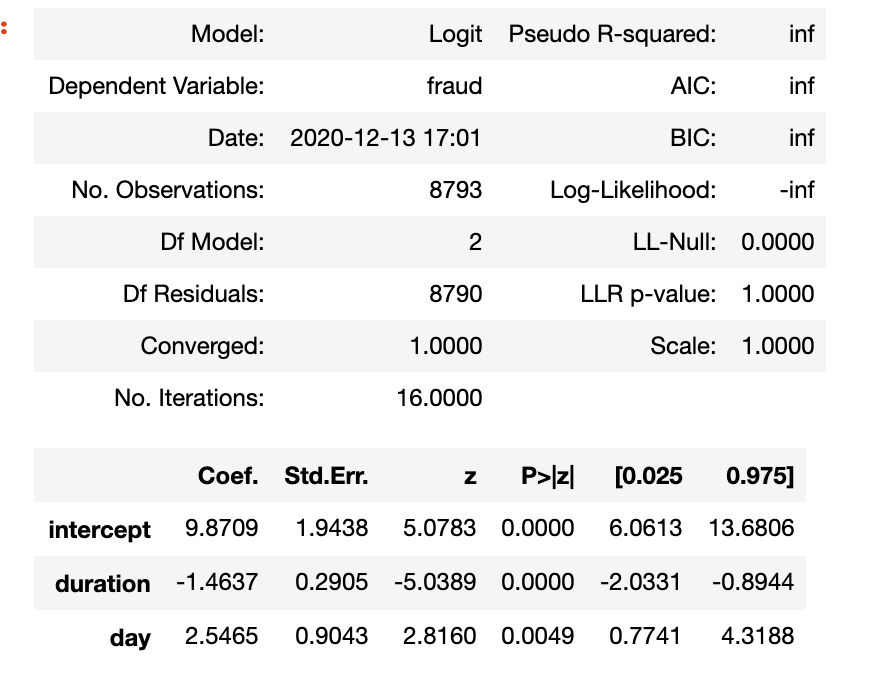 Model: Logit Pseudo R-squared: inf
Dependent Variable: fraud AIC: inf
Date: 2020-12-13 17:01 BIC: inf
No. Observations: 8793 Log-Likelihood: -inf
Df Model: 2 LL-Null: 0.0000
Df Residuals: 8790 LLR p-value: 1.0000
Converged: 1.0000 Scale: 1.0000
No. Iterations: 16.0000
Coef. Std.Err. z P>|z| [0.025 0.975]
intercept 9.8709 1.9438 5.0783 0.0000 6.0613 13.6806
duration -1.4637 0.2905 -5.0389 0.0000 -2.0331 -0.8944
day 2.5465 0.9043 2.8160 0.0049 0.7741 4.3188